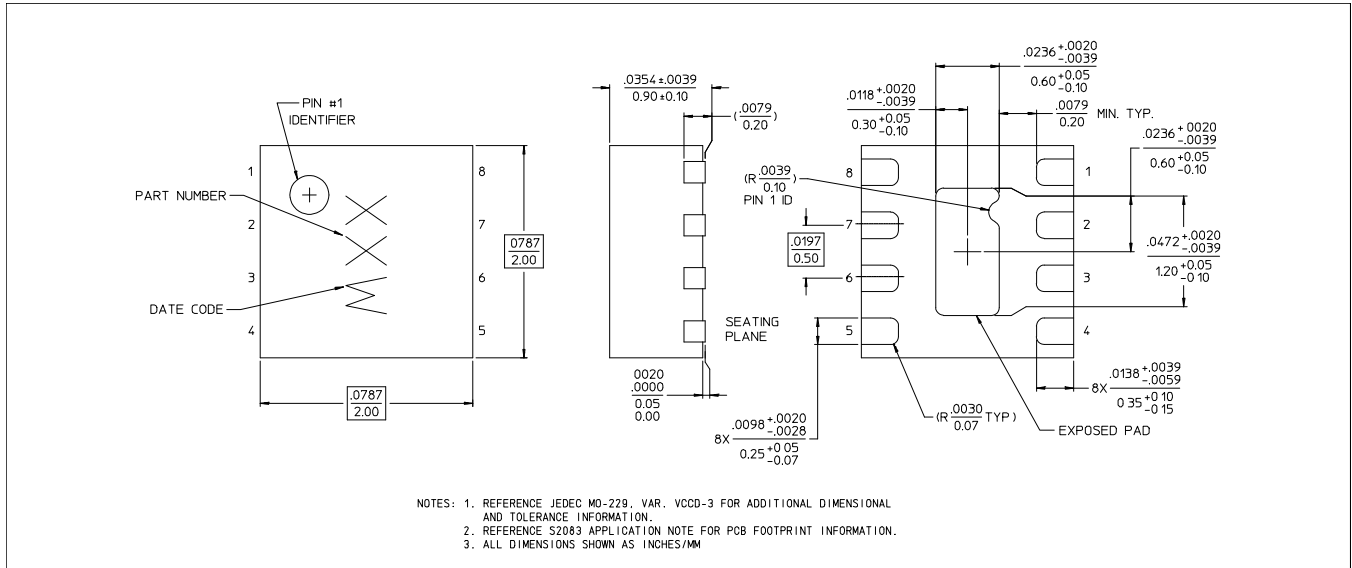 PIN #1
IDENTIFIER
PART NUMBER
DATE CODE
1
2
3
4
8
7
6
5
.0787
2.00
.0787
2.00
.0354 ±.0039
0.90 ±0.10
(.0079
0.20)
SEATING
PLANE
0020
.0000
0.05
0.00
.0236 +.0020
-.0039
0.60 +0.05
-0.10
.0118 +.0020
-.0039
0.30 +0.05
-0.10
.0079
0.20
MIN. TYP.
.0236 +.0020
-.0039
0.60 +0.05
-0.10
(R .0039
0.10)
PIN 1 ID
.0197
0.50
.0472 +.0020
-.0039
1.20 +0.05
-0 10
8
7
6
5
1
2
3
4
8X .0138 +.0039
-.0059
0 35 +0 10
-0 15
8X .0098 +.0020
-.0028
0.25 +0 05
-0.07
(R .0030
0.07 TYP)
EXPOSED PAD
XXZ
NOTES: 1. REFERENCE JEDEC MO-229, VAR. VCCD-3 FOR ADDITIONAL DIMENSIONAL
AND TOLERANCE INFORMATION.
2. REFERENCE S2083 APPLICATION NOTE FOR PCB FOOTPRINT INFORMATION.
3. ALL DIMENSIONS SHOWN AS INCHES/MM